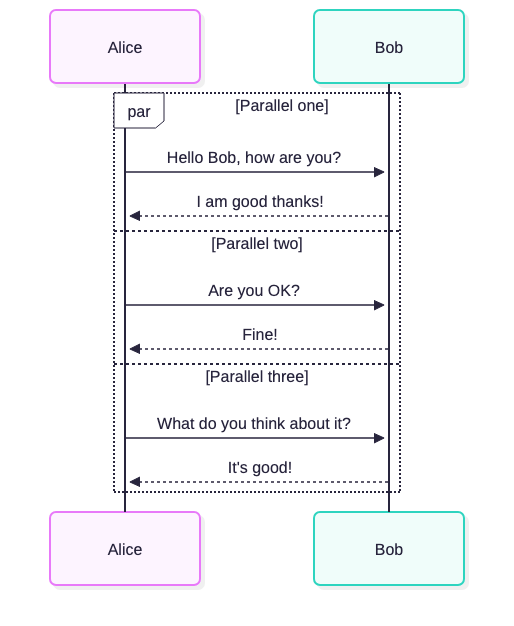 Alice
Bob
par
[Parallel one]
Hello Bob, how are you?
I am good thanks!
[Parallel two]
Are you OK?
Fine!
[Parallel three]
What do you think about it?
It's good!
Alice
Bob